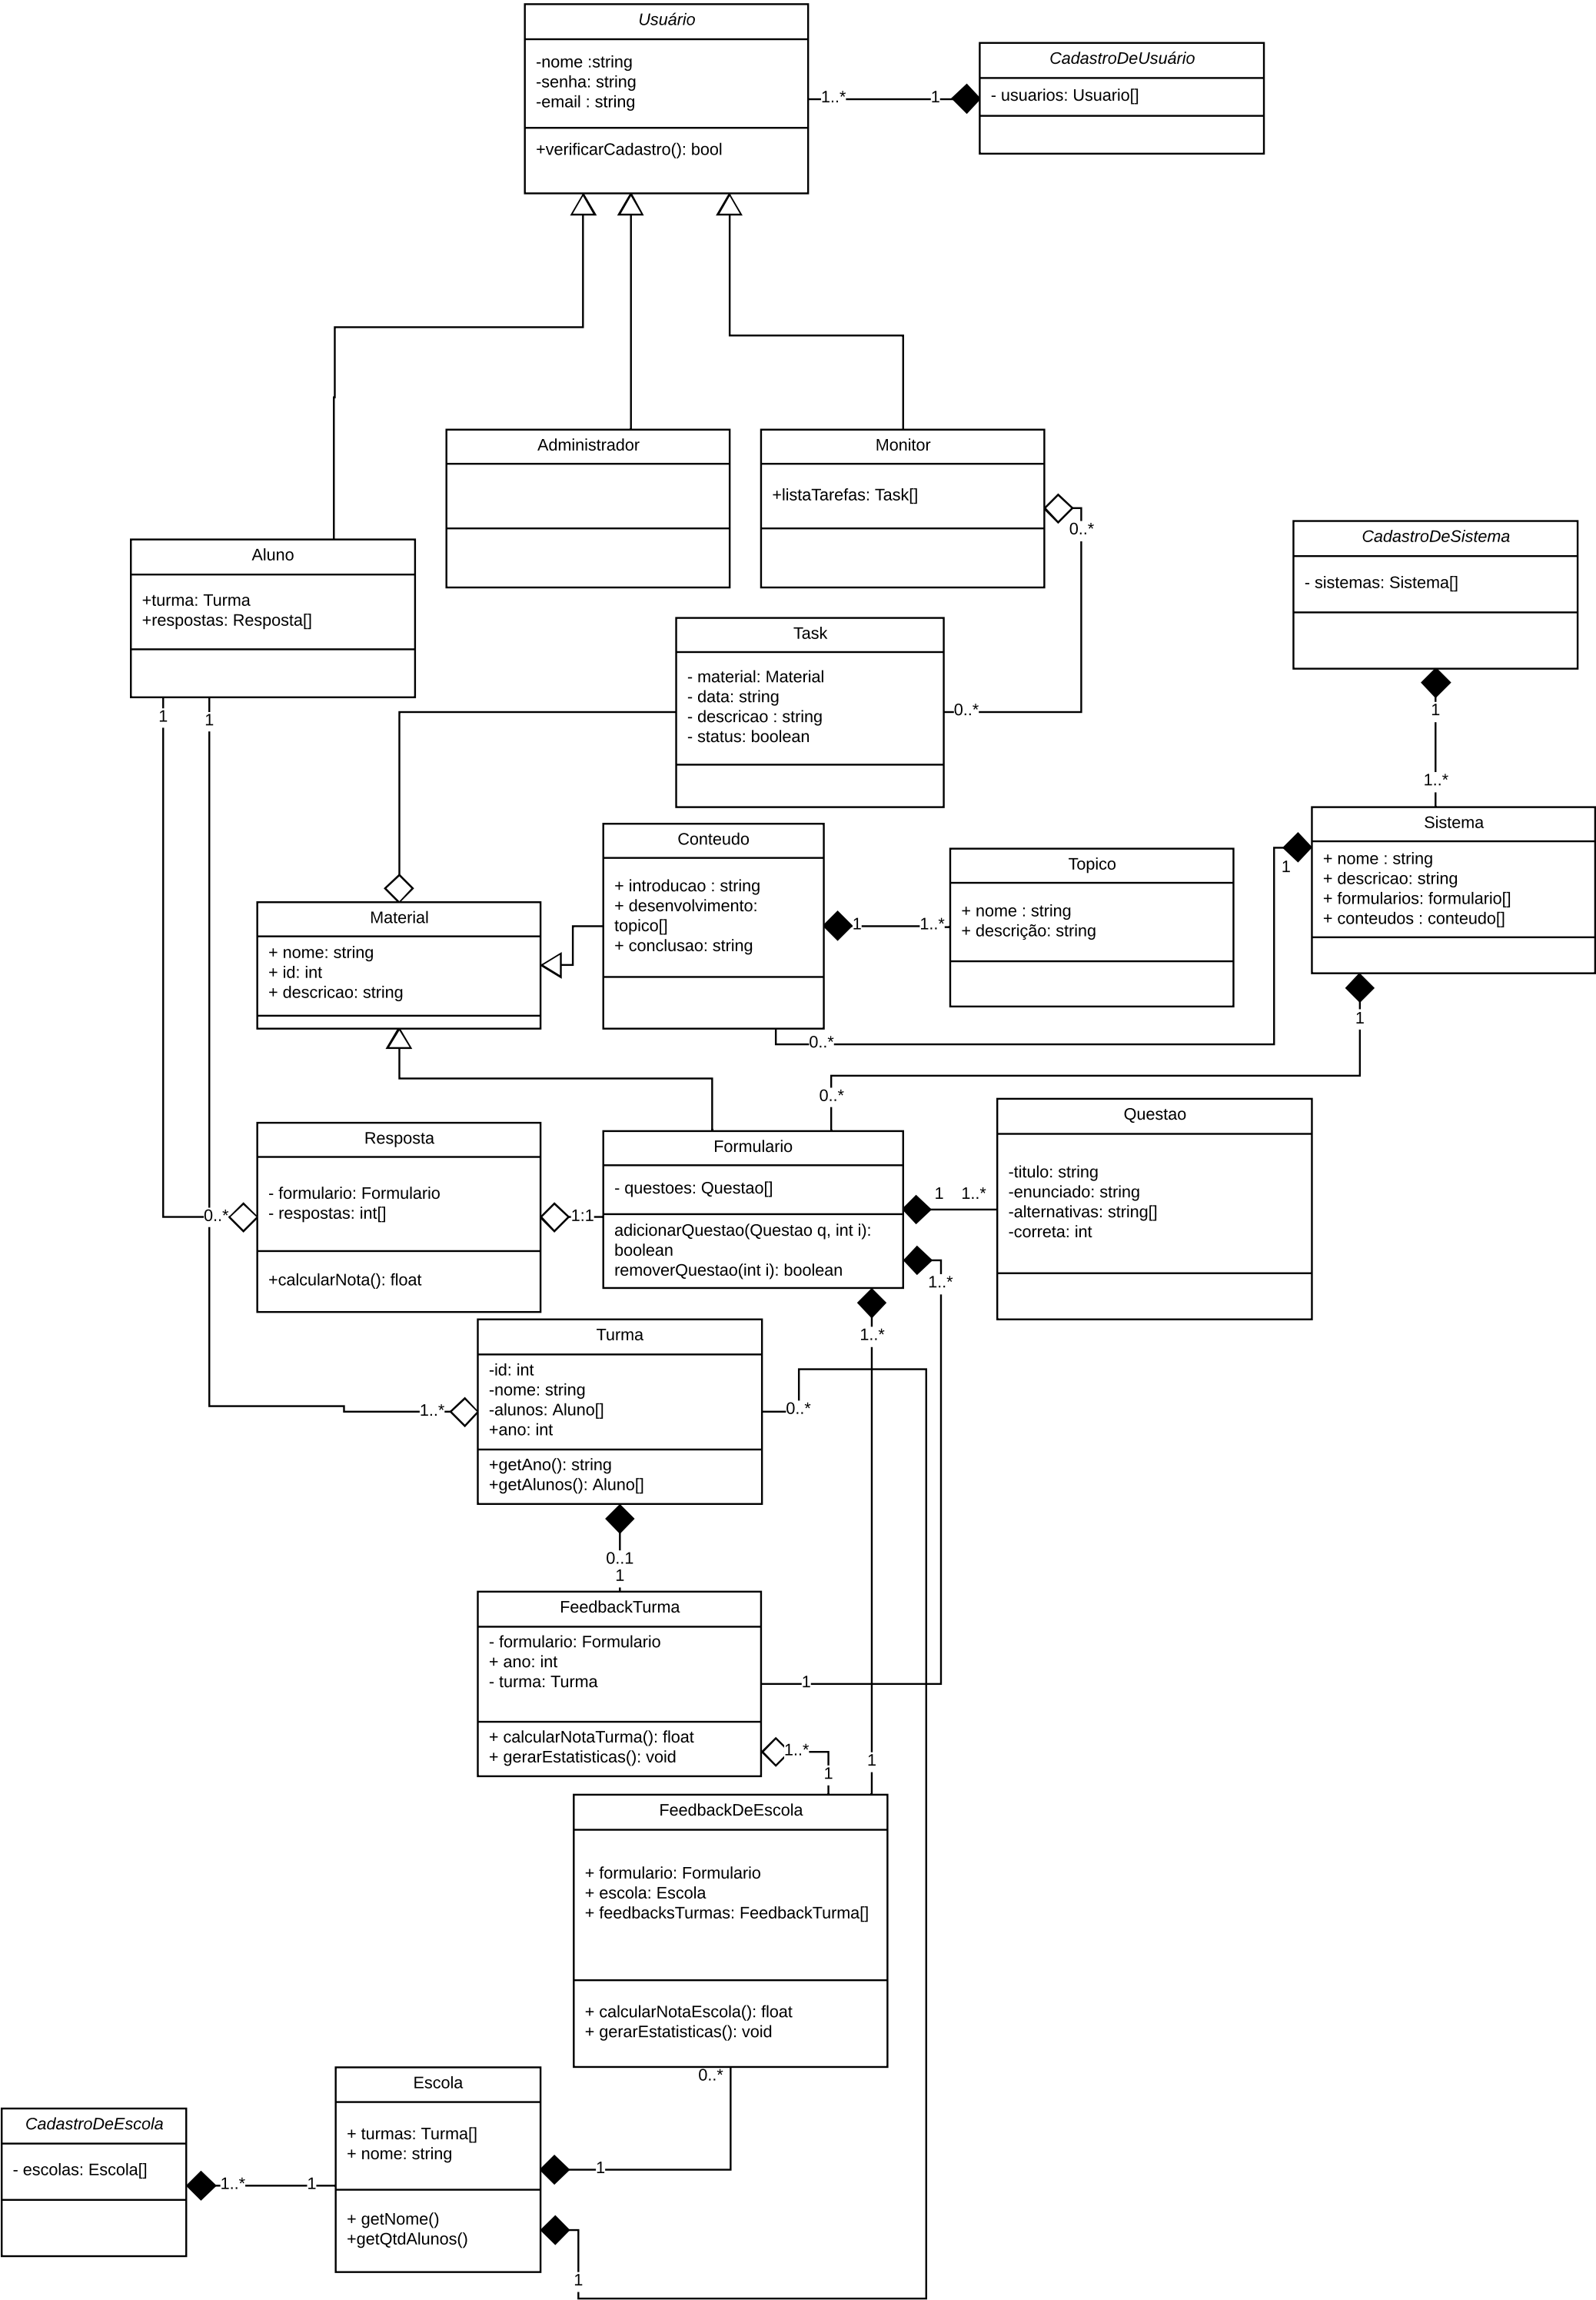 Usuário
-nome :string
-senha: string
-email : string
+verificarCadastro(): bool
1..*
1
CadastroDeUsuário
- usuarios: Usuario[]
Administrador
Monitor
+listaTarefas: Task[]
0..*
0..*
Aluno
+turma: Turma
+respostas: Resposta[]
1
1
Task
- material: Material
- data: string
- descricao : string
- status: boolean
CadastroDeSistema
- sistemas: Sistema[]
1
1..*
Sistema
+ nome : string
+ descricao: string
+ formularios: formulario[]
+ conteudos : conteudo[]
1
1
Conteudo
+ introducao : string
+ desenvolvimento:
topico[]
+ conclusao: string
1
1..*
Topico
+ nome : string
+ descrição: string
Material
+ nome: string
+ id: int
+ descricao: string
0..*
0..*
Questao
-titulo: string
-enunciado: string
-alternativas: string[]
-correta: int
Resposta
- formulario: Formulario
- respostas: int[]
+calcularNota(): float
0..*
1:1
Formulario
- questoes: Questao[]
adicionarQuestao(Questao q, int i):
boolean
removerQuestao(int i): boolean
1
1..*
1..*
1..*
Turma
-id: int
-nome: string
-alunos: Aluno[]
+ano: int
+getAno(): string
+getAlunos(): Aluno[]
1..*
0..*
0..1
1
FeedbackTurma
- formulario: Formulario
+ ano: int
- turma: Turma
+ calcularNotaTurma(): float
+ gerarEstatisticas(): void
1
1..*
1
1
FeedbackDeEscola
+ formulario: Formulario
+ escola: Escola
+ feedbacksTurmas: FeedbackTurma[]
+ calcularNotaEscola(): float
+ gerarEstatisticas(): void
0..*
Escola
+ turmas: Turma[]
+ nome: string
+ getNome()
+getQtdAlunos()
1
1
CadastroDeEscola
- escolas: Escola[]
1..*
1